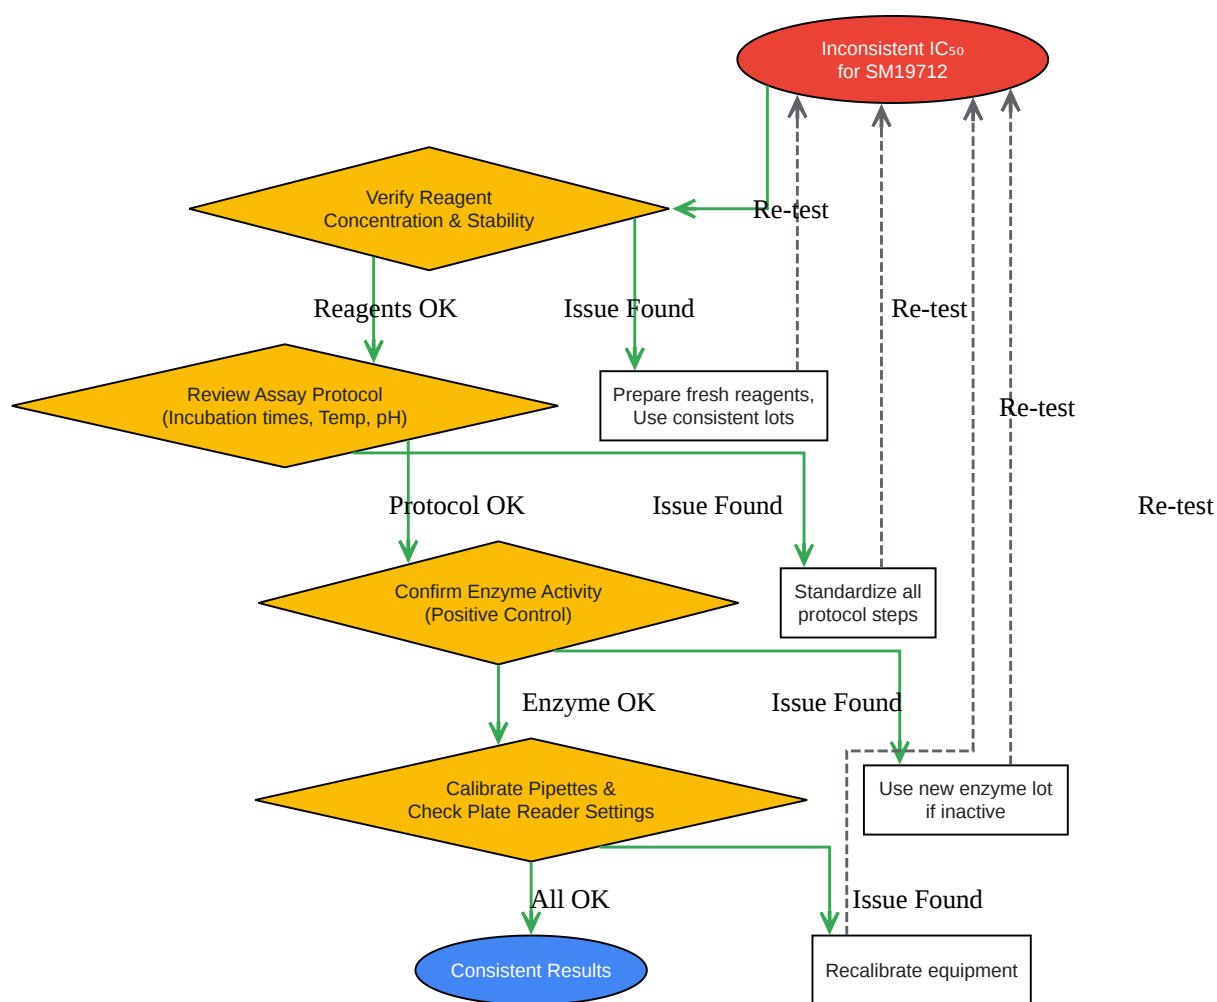 Inconsistent IC₅₀
for SM19712
Verify Reagent
Concentration & Stability
Re-test
Reagents OK
Issue Found
Re-test
Review Assay Protocol
(Incubation times, Temp, pH)
Prepare fresh reagents,
Use consistent lots
Re-test
Protocol OK
Issue Found
Re-test
Confirm Enzyme Activity
(Positive Control)
Standardize all
protocol steps
Enzyme OK
Issue Found
Calibrate Pipettes &
Check Plate Reader Settings
Use new enzyme lot
if inactive
All OK
Issue Found
Consistent Results
Recalibrate equipment